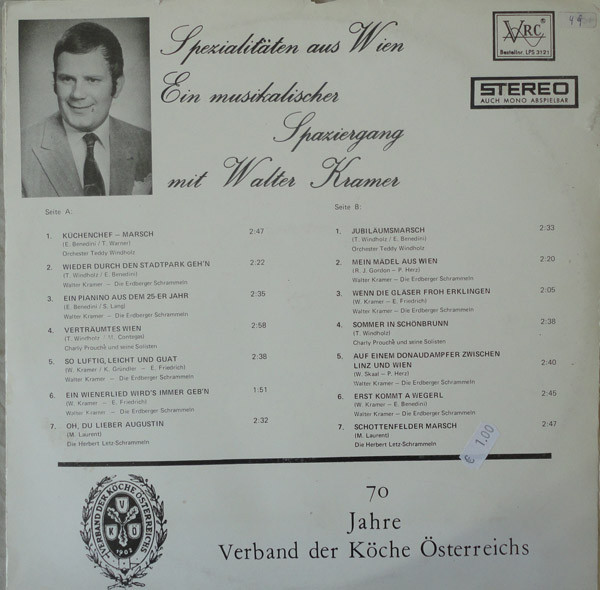 Spezialitäten aus Wien
Ein musikalischer
Spaziergang
mit Walter Kramer
VRC.
Bestellnr. LPS 3121
49
STEREO
AUCH MONO ABSPIELBAR
Seite A:
1. KÜCHENCHEF – MARSCH 2:47
(E. Benedini / T. Warner)
Orchester Teddy Windholz
2. WIEDER DURCH DEN STADTPARK GEH'N 2:22
(T. Windholz / E. Benedini)
Walter Kramer – Die Erdberger Schrammeln
3. EIN PIANINO AUS DEM 25-ER JAHR 2:35
(E. Benedini / S. Lang)
Walter Kramer – Die Erdberger Schrammeln
4. VERTRÄUMTES WIEN 2:58
(T. Windholz / M. Contegas)
Charly Prouchè und seine Solisten
5. SO LUFTIG, LEICHT UND GUAT 2:38
(W. Kramer / K. Gründler – E. Friedrich)
Walter Kramer – Die Erdberger Schrammeln
6. EIN WIENERLIED WIRD'S IMMER GEB'N 1:51
(W. Kramer – E. Friedrich)
Walter Kramer – Die Erdberger Schrammeln
7. OH, DU LIEBER AUGUSTIN 2:32
(M. Laurent)
Die Herbert Letz-Schrammeln
Seite B:
1. JUBILÄUMSMARSCH 2:33
(T. Windholz / E. Benedini)
Orchester Teddy Windholz
2. MEIN MÄDEL AUS WIEN 2:20
(R. J. Gordon – P. Herz)
Walter Kramer – Die Erdberger Schrammeln
3. WENN DIE GLÄSER FROH ERKLINGEN 2:05
(W. Kramer – E. Friedrich)
Walter Kramer – Die Erdberger Schrammeln
4. SOMMER IN SCHÖNBRUNN 2:38
(T. Windholz)
Charly Prouchè und seine Solisten
5. AUF EINEM DONAUDAMPFER ZWISCHEN
LINZ UND WIEN 2:40
(W. Skaal – P. Herz)
Walter Kramer – Die Erdberger Schrammeln
6. ERST KOMMT A WEGERL 2:45
(W. Kramer – E. Benedini)
Walter Kramer – Die Erdberger Schrammeln
7. SCHOTTENFELDER MARSCH 2:47
(M. Laurent)
Die Herbert Letz-Schrammeln
€ 1,00
VERBAND DER KÖCHE ÖSTERREICHS
V
K Ö
1902
70
Jahre
Verband der Köche Österreichs